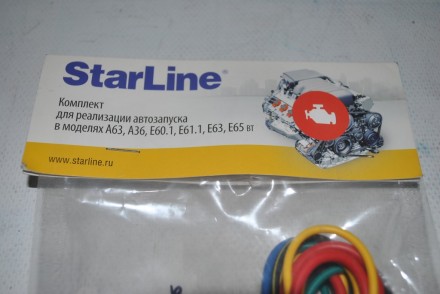 StarLine®
Комплект
для реализации автозапуска
в моделях А63, А36, Е60.1, Е61.1, Е63, Е65 вт
www.starline.ru